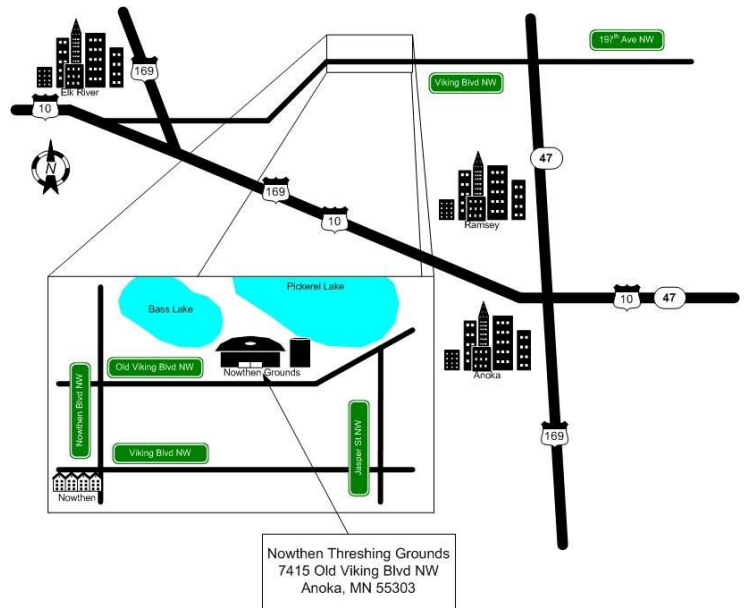 197th Ave NW
169
Elk River
Viking Blvd NW
10
N
47
169
Ramsey
10
Pickerel Lake
Bass Lake
10
47
Old Viking Blvd NW
Nowthen Grounds
Anoka
Nowthen Blvd NW
Viking Blvd NW
Jasper St NW
169
Nowthen
Nowthen Threshing Grounds
7415 Old Viking Blvd NW
Anoka, MN 55303